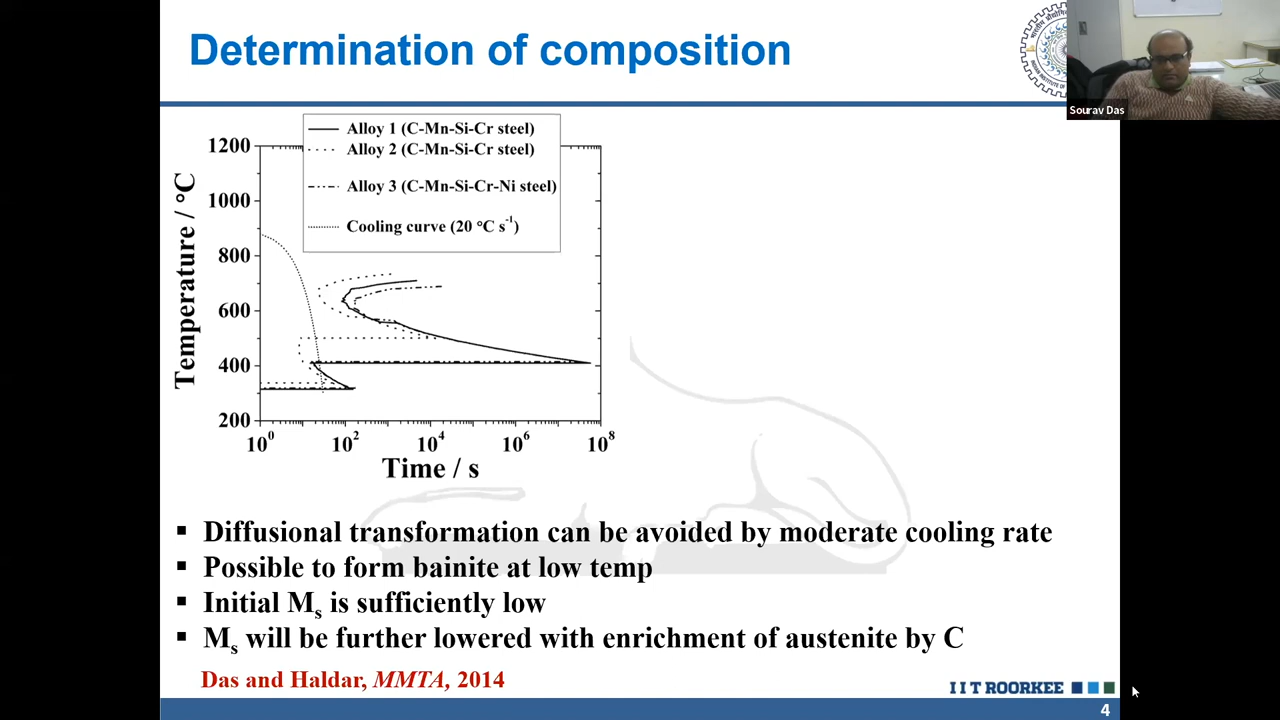 Determination of composition
Sourav Das
Alloy 1 (C-Mn-Si-Cr steel)
Alloy 2 (C-Mn-Si-Cr steel)
Alloy 3 (C-Mn-Si-Cr-Ni steel)
Cooling curve (20 °C s⁻¹)
Temperature / °C
1200
1000
800
600
400
200
10⁰ 10² 10⁴ 10⁶ 10⁸
Time / s
▪ Diffusional transformation can be avoided by moderate cooling rate
▪ Possible to form bainite at low temp
▪ Initial Mₛ is sufficiently low
▪ Mₛ will be further lowered with enrichment of austenite by C
Das and Haldar, MMTA, 2014
I I T ROORKEE
4